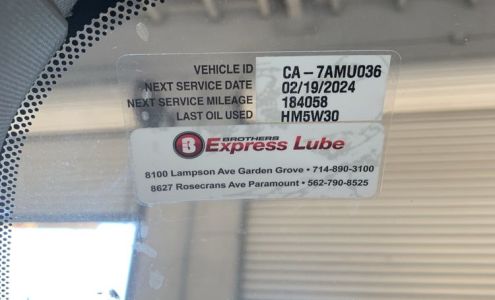 VEHICLE ID CA-7AMU036
NEXT SERVICE DATE 02/19/2024
NEXT SERVICE MILEAGE 184058
LAST OIL USED HM5W30
B BROTHERS
Express Lube
8100 Lampson Ave Garden Grove • 714-890-3100
8627 Rosecrans Ave Paramount • 562-790-8525